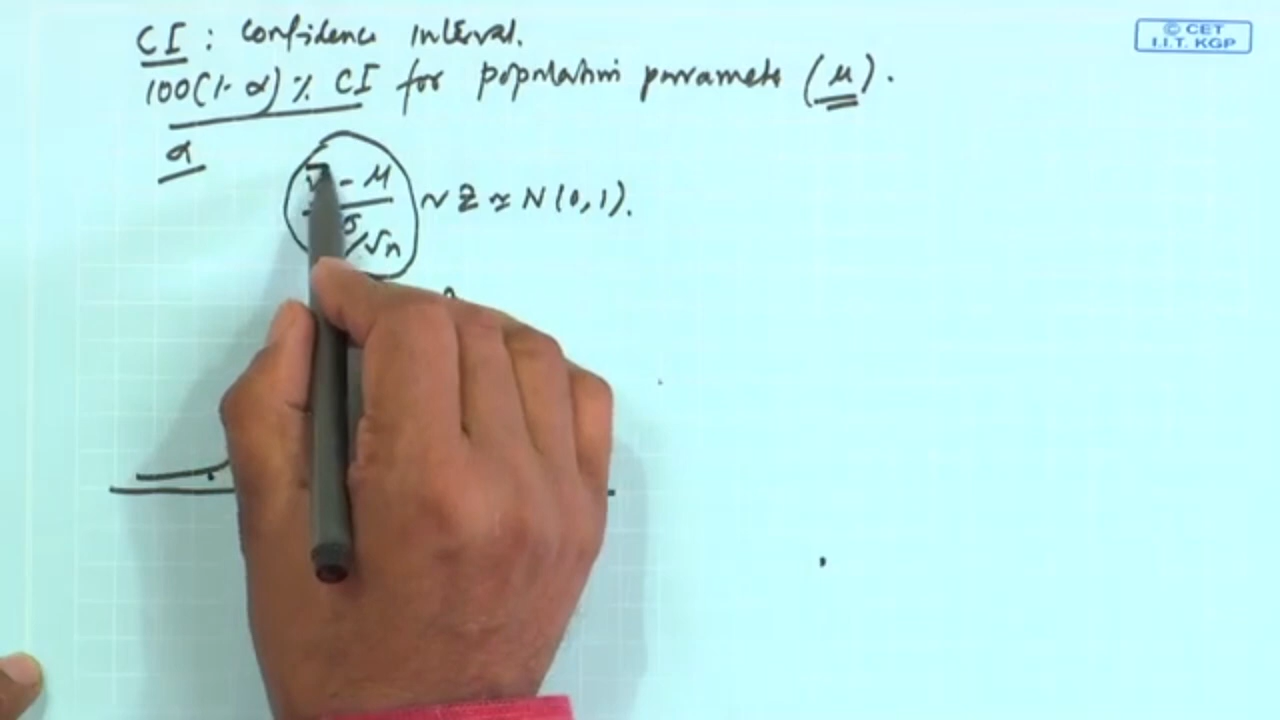 © CET
I.I.T. KGP
CI : Confidence interval.
100(1-α) % CI for population parameter (μ).
α
- μ
σ/√n
~ Z ≃ N(0,1).